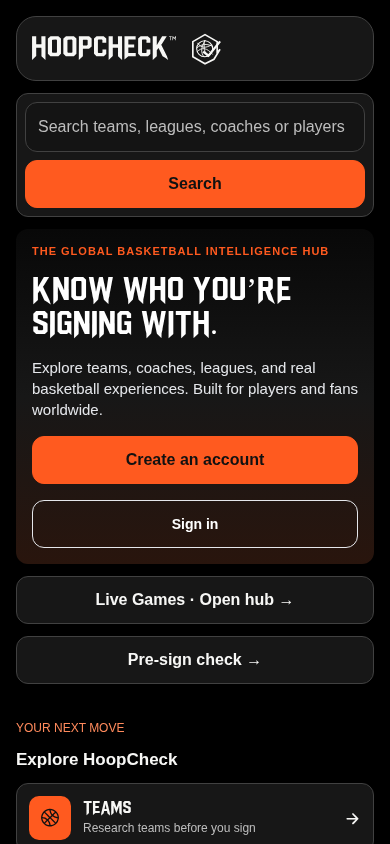 HOOPCHECK™
Search teams, leagues, coaches or players
Search
THE GLOBAL BASKETBALL INTELLIGENCE HUB
KNOW WHO YOU'RE
SIGNING WITH.
Explore teams, coaches, leagues, and real
basketball experiences. Built for players and fans
worldwide.
Create an account
Sign in
Live Games · Open hub →
Pre-sign check →
YOUR NEXT MOVE
Explore HoopCheck
TEAMS
Research teams before you sign